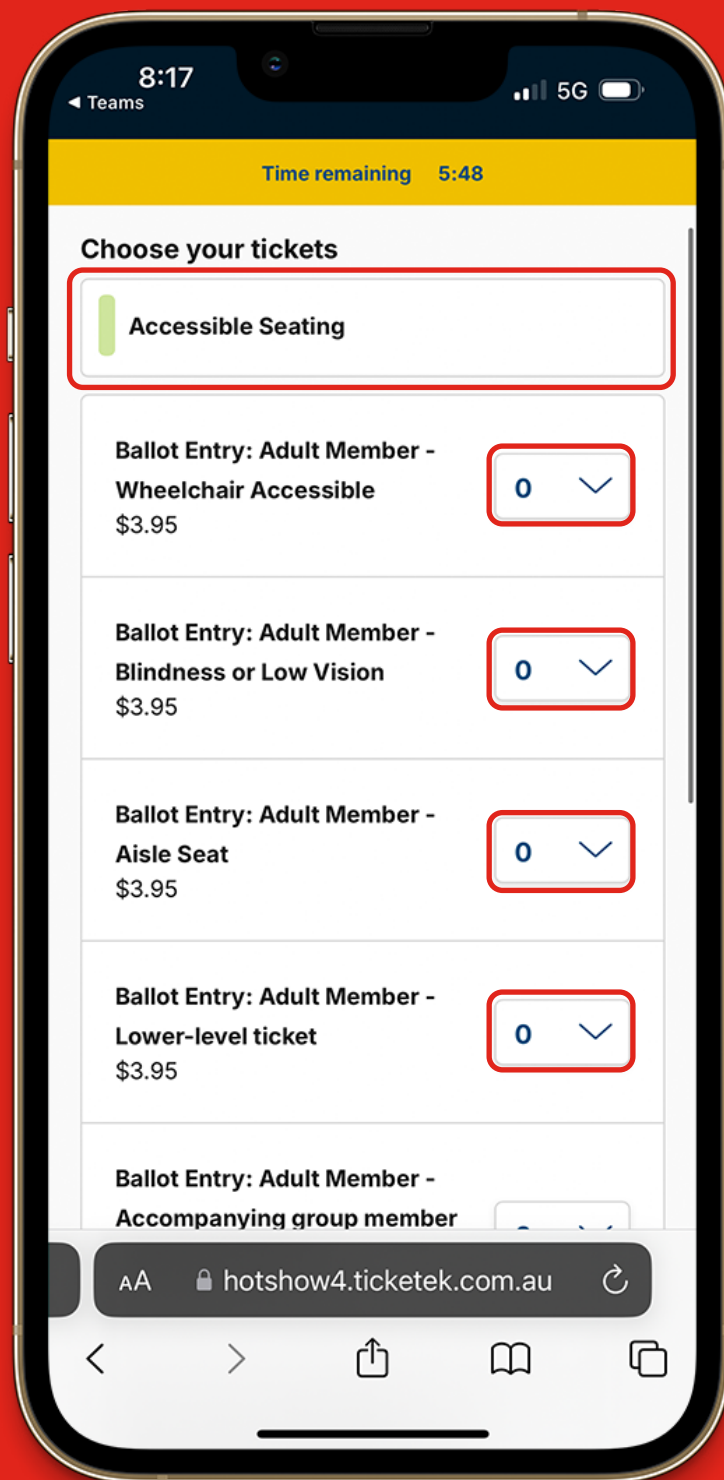 8:17
◀ Teams
5G
Time remaining 5:48
Choose your tickets
Accessible Seating
Ballot Entry: Adult Member -
Wheelchair Accessible
$3.95
0
Ballot Entry: Adult Member -
Blindness or Low Vision
$3.95
0
Ballot Entry: Adult Member -
Aisle Seat
$3.95
0
Ballot Entry: Adult Member -
Lower-level ticket
$3.95
0
Ballot Entry: Adult Member -
Accompanying group member
AA hotshow4.ticketek.com.au